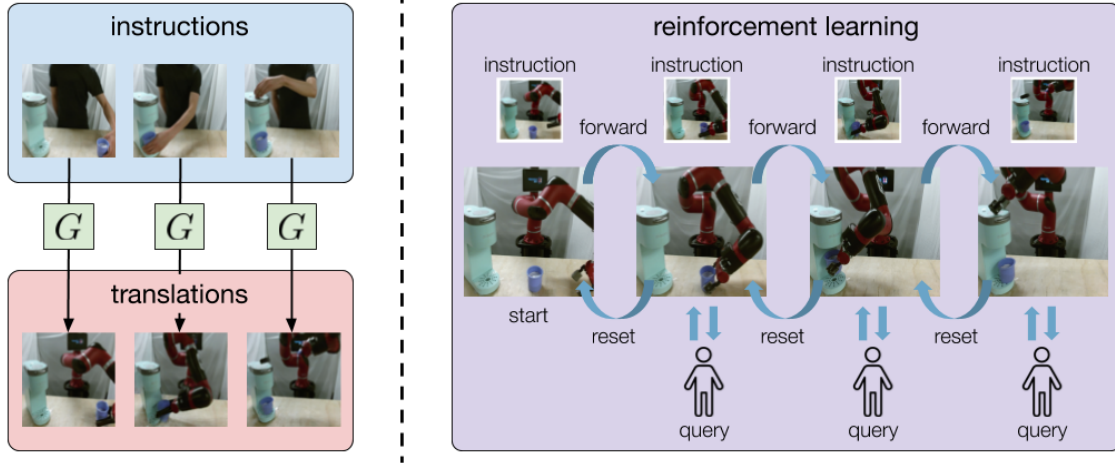 instructions
G
G
G
translations
reinforcement learning
instruction
instruction
instruction
instruction
forward
forward
forward
start
reset
reset
reset
query
query
query